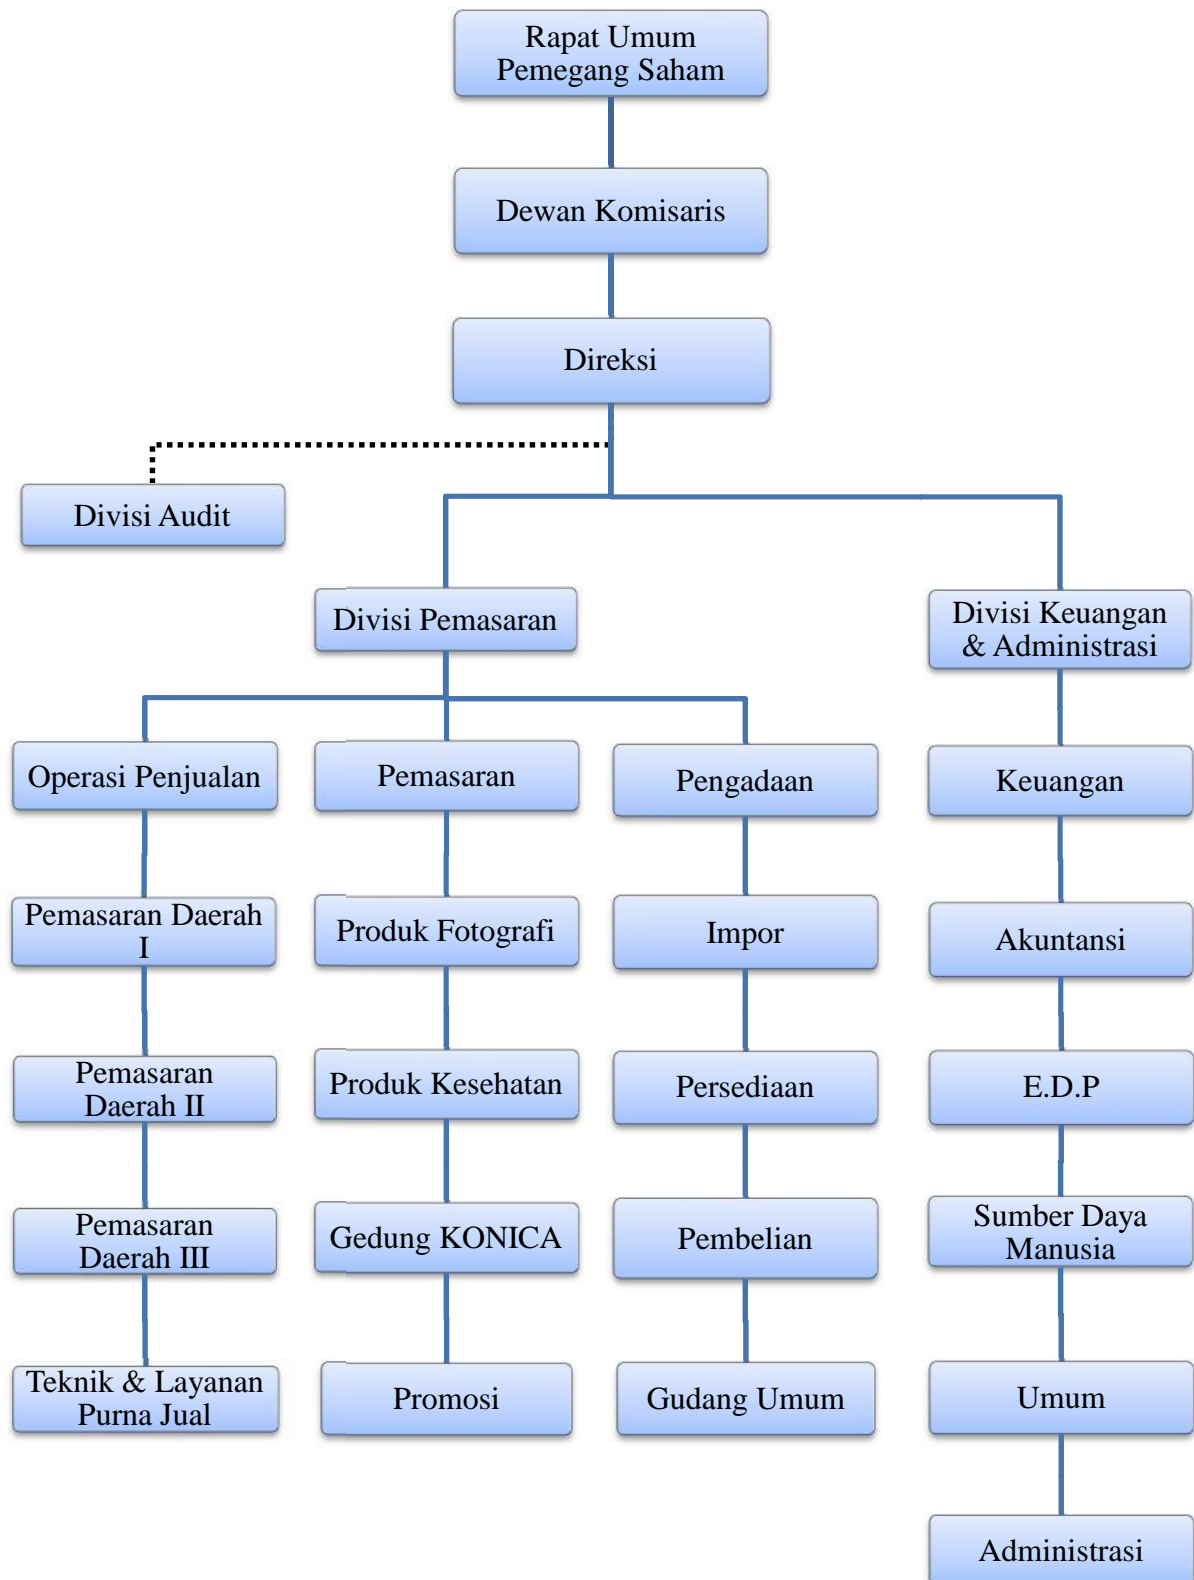 Rapat Umum
Pemegang Saham
Dewan Komisaris
Direksi
Divisi Audit
Divisi Pemasaran
Divisi Keuangan
& Administrasi
Operasi Penjualan
Pemasaran
Pengadaan
Keuangan
Pemasaran Daerah
I
Produk Fotografi
Impor
Akuntansi
Pemasaran
Daerah II
Produk Kesehatan
Persediaan
E.D.P
Pemasaran
Daerah III
Gedung KONICA
Pembelian
Sumber Daya
Manusia
Teknik & Layanan
Purna Jual
Promosi
Gudang Umum
Umum
Administrasi